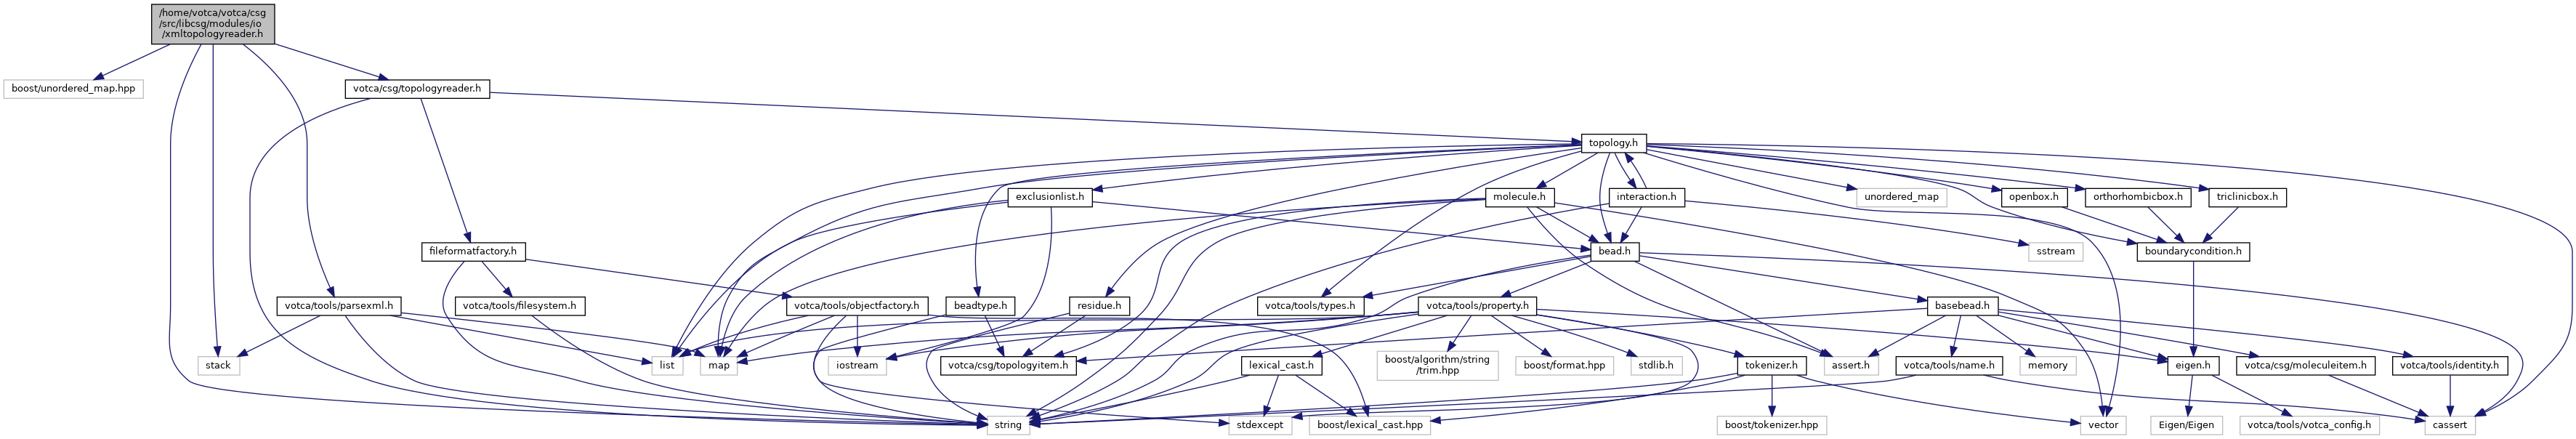 /home/votca/votca/csg
/src/libcsg/modules/io
/xmltopologyreader.h
boost/unordered_map.hpp
votca/csg/topologyreader.h
topology.h
exclusionlist.h
molecule.h
interaction.h
unordered_map
openbox.h
orthorhombicbox.h
triclinicbox.h
fileformatfactory.h
bead.h
sstream
boundarycondition.h
votca/tools/parsexml.h
votca/tools/filesystem.h
votca/tools/objectfactory.h
beadtype.h
residue.h
votca/tools/types.h
votca/tools/property.h
basebead.h
stack
list
map
iostream
votca/csg/topologyitem.h
lexical_cast.h
boost/algorithm/string
/trim.hpp
boost/format.hpp
stdlib.h
tokenizer.h
assert.h
votca/tools/name.h
memory
eigen.h
votca/csg/moleculeitem.h
votca/tools/identity.h
string
stdexcept
boost/lexical_cast.hpp
boost/tokenizer.hpp
vector
Eigen/Eigen
votca/tools/votca_config.h
cassert